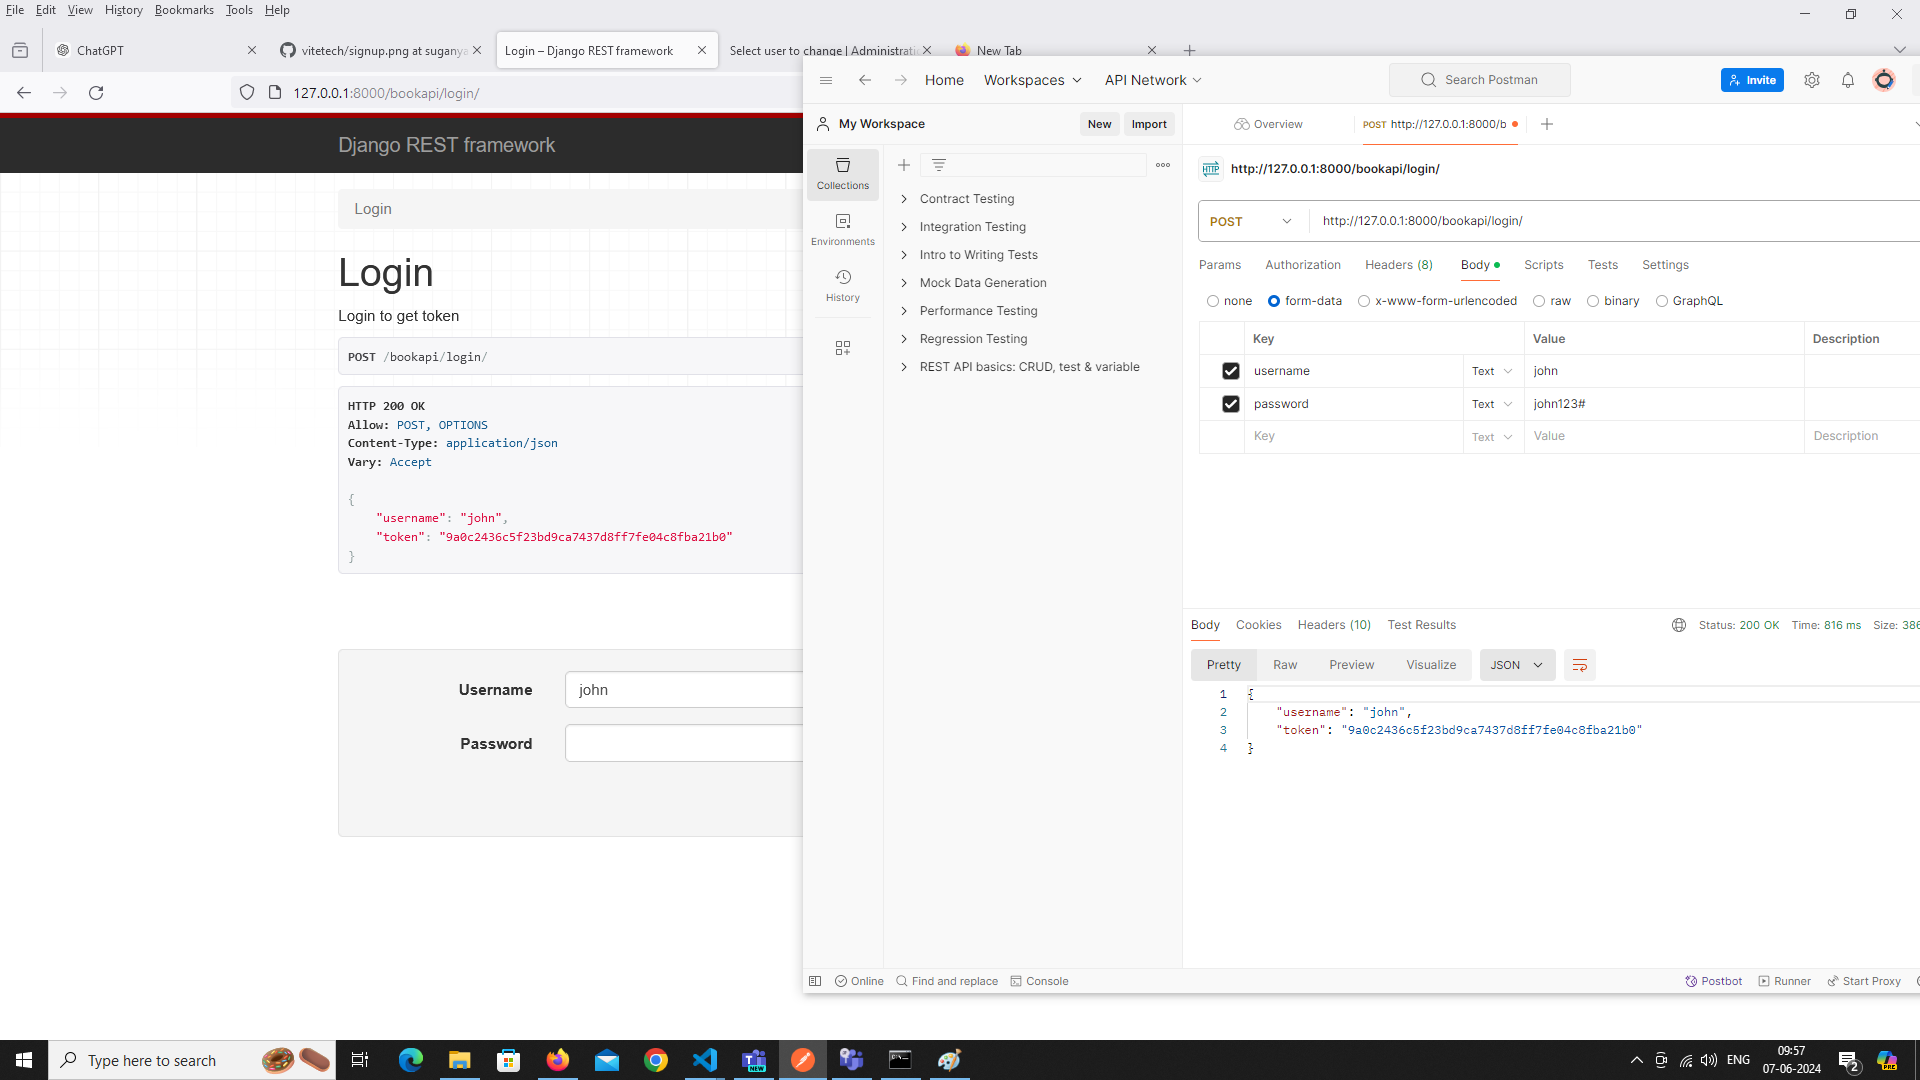 File Edit View History Bookmarks Tools Help
ChatGPT
vitetech/signup.png at suganya
Login – Django REST framework
Select user to change | Administratio
New Tab
127.0.0.1:8000/bookapi/login/
Django REST framework
Login
Login
Login to get token
POST /bookapi/login/
HTTP 200 OK
Allow: POST, OPTIONS
Content-Type: application/json
Vary: Accept
{
"username": "john",
"token": "9a0c2436c5f23bd9ca7437d8ff7fe04c8fba21b0"
}
Username john
Password
Home Workspaces API Network Search Postman Invite
My Workspace New Import
Overview POST http://127.0.0.1:8000/b
Collections
Environments
History
Contract Testing
Integration Testing
Intro to Writing Tests
Mock Data Generation
Performance Testing
Regression Testing
REST API basics: CRUD, test & variable
HTTP http://127.0.0.1:8000/bookapi/login/
POST http://127.0.0.1:8000/bookapi/login/
Params Authorization Headers (8) Body Scripts Tests Settings
none form-data x-www-form-urlencoded raw binary GraphQL
Key Value Description
username Text john
password Text john123#
Key Text Value Description
Body Cookies Headers (10) Test Results Status: 200 OK Time: 816 ms Size: 386
Pretty Raw Preview Visualize JSON
1 {
2 "username": "john",
3 "token": "9a0c2436c5f23bd9ca7437d8ff7fe04c8fba21b0"
4 }
Online Find and replace Console Postbot Runner Start Proxy
Type here to search
NEW
ENG
09:57
07-06-2024
2
PRE